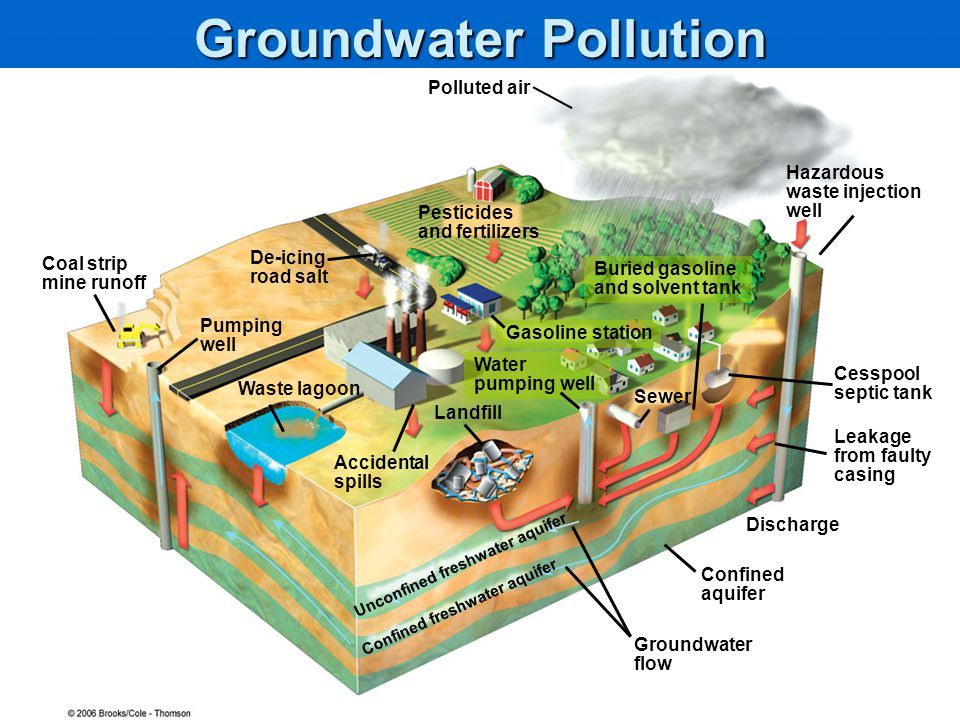 Groundwater Pollution
Polluted air
Hazardous
waste injection
well
Pesticides
and fertilizers
De-icing
road salt
Coal strip
mine runoff
Buried gasoline
and solvent tank
Pumping
well
Gasoline station
Water
pumping well
Cesspool
septic tank
Waste lagoon
Sewer
Landfill
Leakage
from faulty
casing
Accidental
spills
Discharge
Unconfined freshwater aquifer
Confined freshwater aquifer
Confined
aquifer
Groundwater
flow
© 2006 Brooks/Cole - Thomson